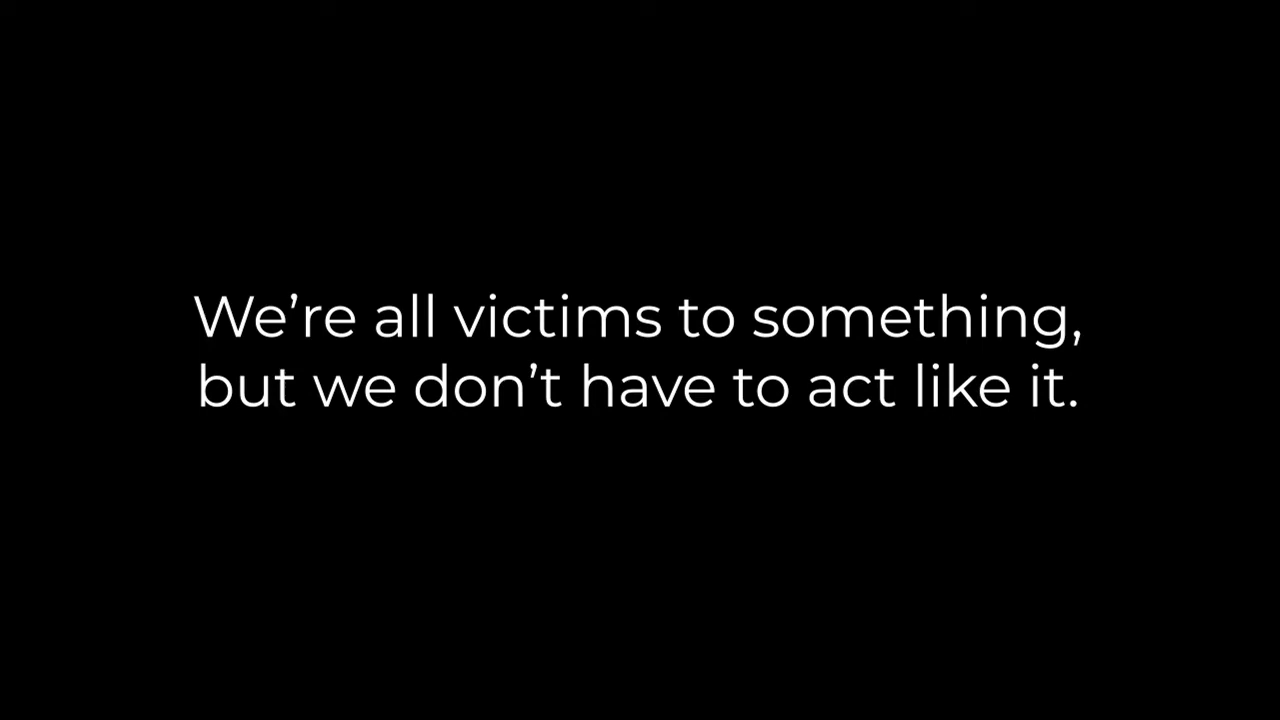 We’re all victims to something,
but we don’t have to act like it.